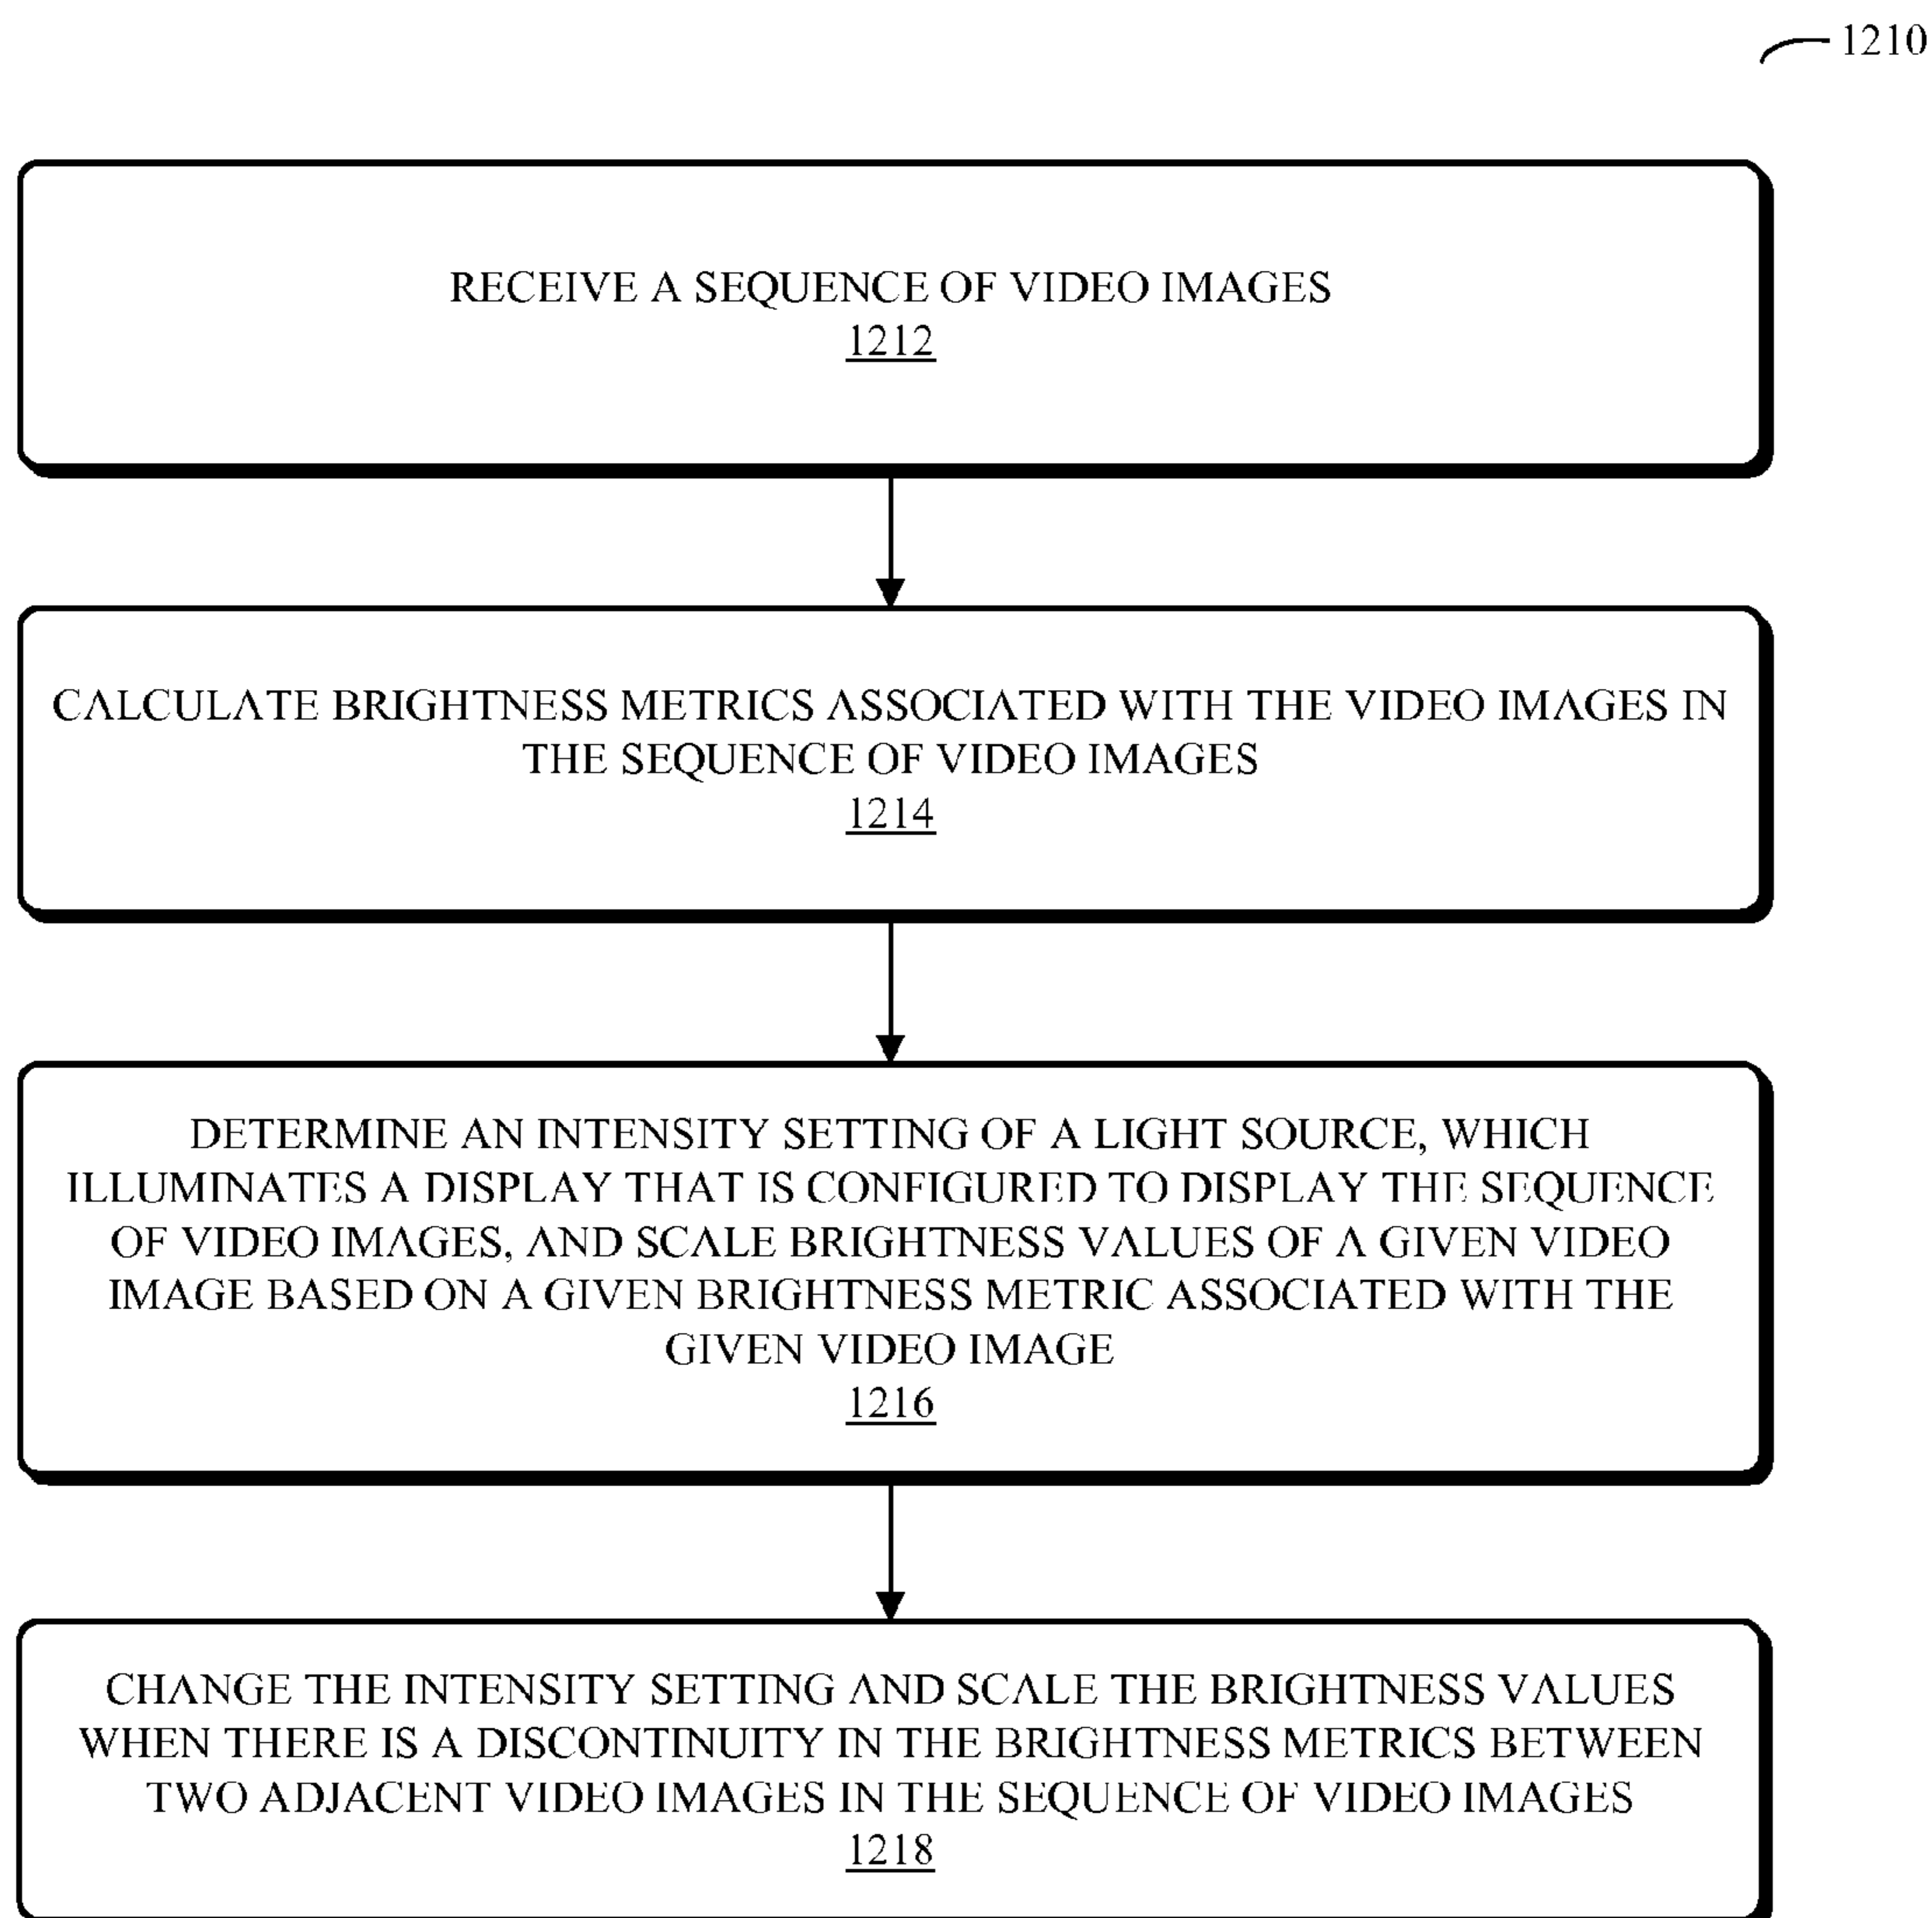 1210
RECEIVE A SEQUENCE OF VIDEO IMAGES
1212
CALCULATE BRIGHTNESS METRICS ASSOCIATED WITH THE VIDEO IMAGES IN
THE SEQUENCE OF VIDEO IMAGES
1214
DETERMINE AN INTENSITY SETTING OF A LIGHT SOURCE, WHICH
ILLUMINATES A DISPLAY THAT IS CONFIGURED TO DISPLAY THE SEQUENCE
OF VIDEO IMAGES, AND SCALE BRIGHTNESS VALUES OF A GIVEN VIDEO
IMAGE BASED ON A GIVEN BRIGHTNESS METRIC ASSOCIATED WITH THE
GIVEN VIDEO IMAGE
1216
CHANGE THE INTENSITY SETTING AND SCALE THE BRIGHTNESS VALUES
WHEN THERE IS A DISCONTINUITY IN THE BRIGHTNESS METRICS BETWEEN
TWO ADJACENT VIDEO IMAGES IN THE SEQUENCE OF VIDEO IMAGES
1218